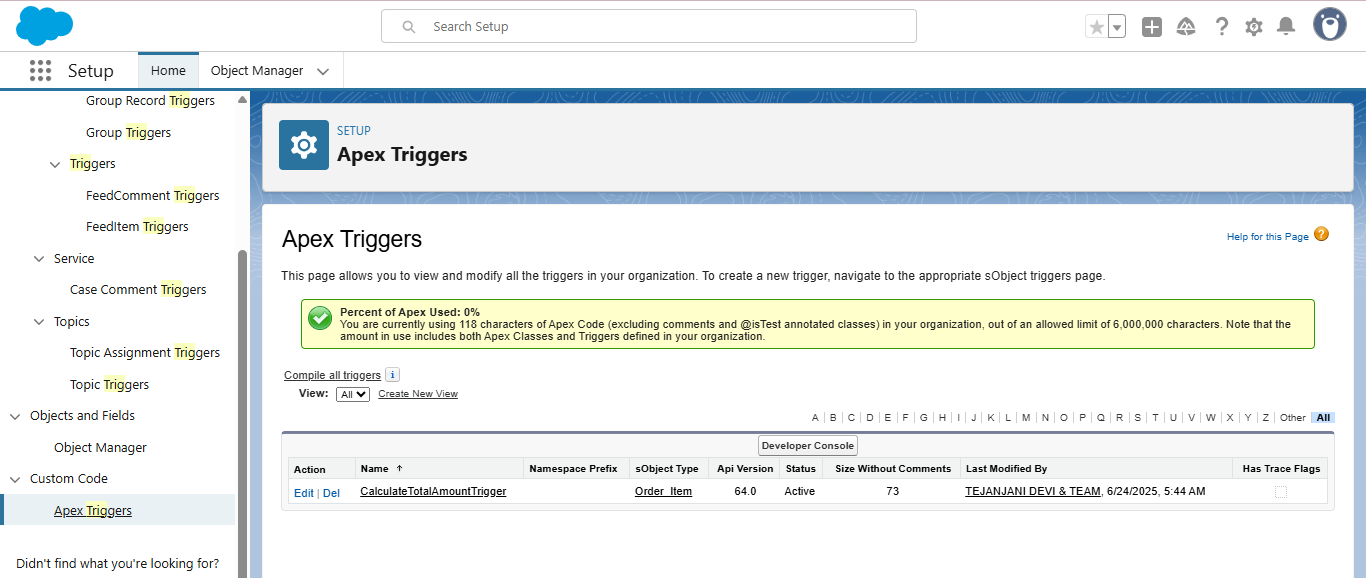 Search Setup
Setup
Home
Object Manager
Group Record Triggers
Group Triggers
Triggers
FeedComment Triggers
FeedItem Triggers
Service
Case Comment Triggers
Topics
Topic Assignment Triggers
Topic Triggers
Objects and Fields
Object Manager
Custom Code
Apex Triggers
Didn't find what you're looking for?
SETUP
Apex Triggers
Apex Triggers
Help for this Page ?
This page allows you to view and modify all the triggers in your organization. To create a new trigger, navigate to the appropriate sObject triggers page.
Percent of Apex Used: 0%
You are currently using 118 characters of Apex Code (excluding comments and @isTest annotated classes) in your organization, out of an allowed limit of 6,000,000 characters. Note that the
amount in use includes both Apex Classes and Triggers defined in your organization.
Compile all triggers i
View: All Create New View
A | B | C | D | E | F | G | H | I | J | K | L | M | N | O | P | Q | R | S | T | U | V | W | X | Y | Z | Other | All
Developer Console
Action Name ↑ Namespace Prefix sObject Type Api Version Status Size Without Comments Last Modified By Has Trace Flags
Edit | Del CalculateTotalAmountTrigger Order_Item 64.0 Active 73 TEJANJANI DEVI & TEAM, 6/24/2025, 5:44 AM